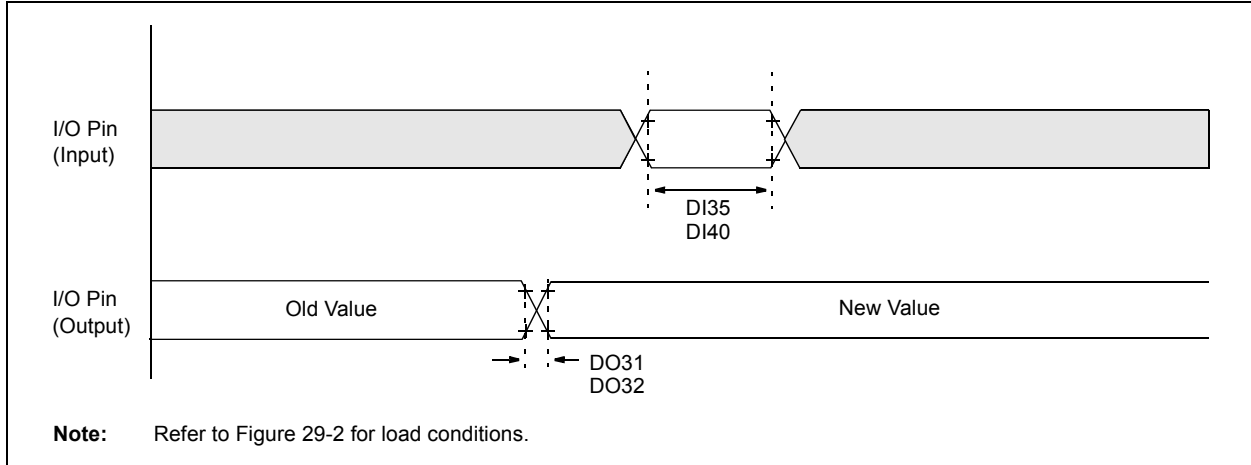 I/O Pin
(Input)
DI35
DI40
I/O Pin
(Output)
Old Value
New Value
DO31
DO32
Note: Refer to Figure 29-2 for load conditions.